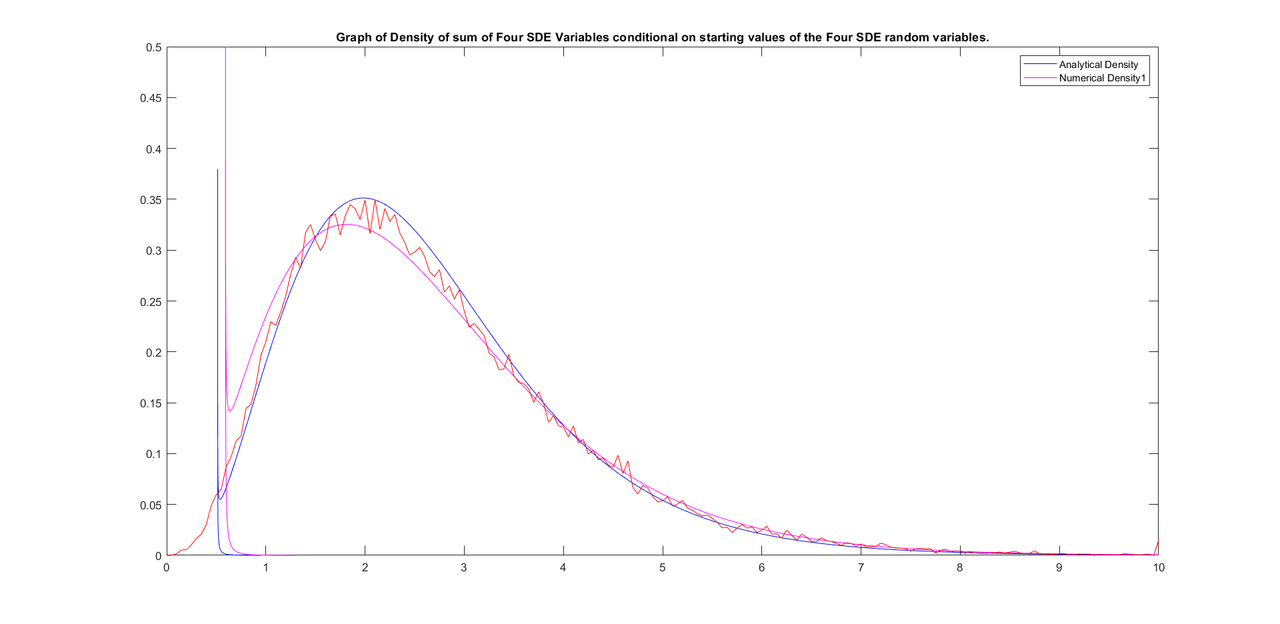 Graph of Density of sum of Four SDE Variables conditional on starting values of the Four SDE random variables.
Analytical Density
Numerical Density1
0.5
0.45
0.4
0.35
0.3
0.25
0.2
0.15
0.1
0.05
0
0 1 2 3 4 5 6 7 8 9 10